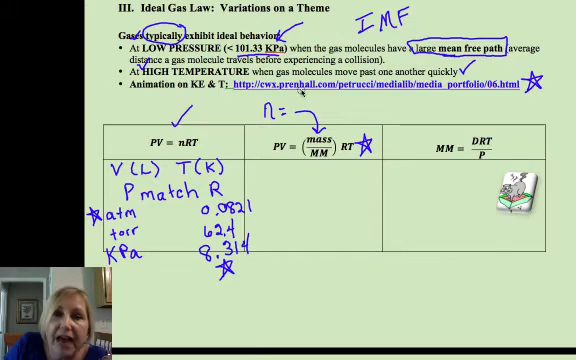 III. Ideal Gas Law: Variations on a Theme
IMF
Gases typically exhibit ideal behavior
• At LOW PRESSURE (< 101.33 KPa) when the gas molecules have a large mean free path (average
distance a gas molecule travels before experiencing a collision).
• At HIGH TEMPERATURE when gas molecules move past one another quickly
• Animation on KE & T: http://cwx.prenhall.com/petrucci/medialib/media_portfolio/06.html
n=
PV = nRT
PV = (mass/MM) RT
MM = DRT/P
V(L) T(K)
P match R
atm 0.0821
torr 62.4
KPa 8.314